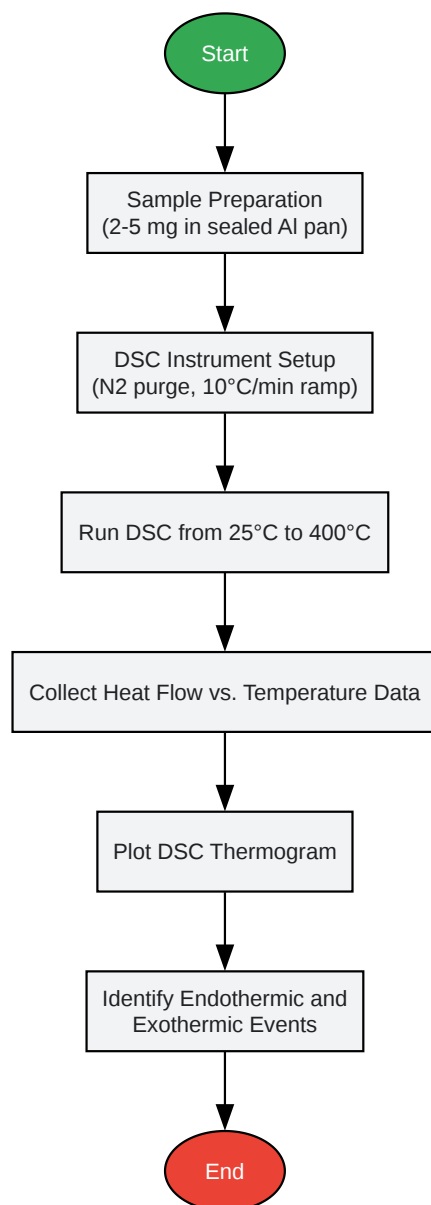 Start
Sample Preparation
(2-5 mg in sealed Al pan)
DSC Instrument Setup
(N2 purge, 10°C/min ramp)
Run DSC from 25°C to 400°C
Collect Heat Flow vs. Temperature Data
Plot DSC Thermogram
Identify Endothermic and
Exothermic Events
End